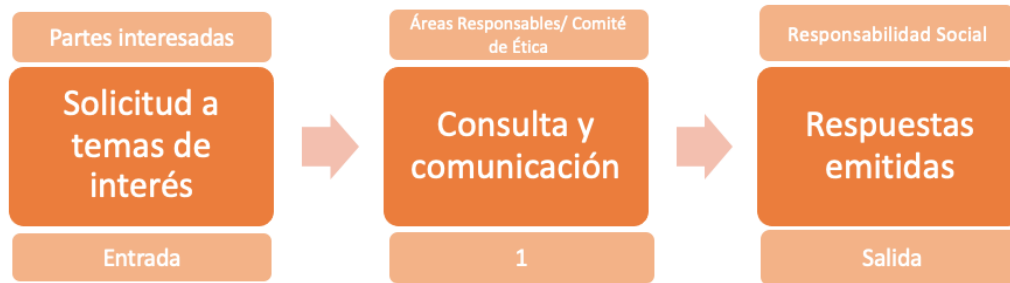 Partes interesadas
Solicitud a
temas de
interés
Entrada
Áreas Responsables/ Comité
de Ética
Consulta y
comunicación
1
Responsabilidad Social
Respuestas
emitidas
Salida